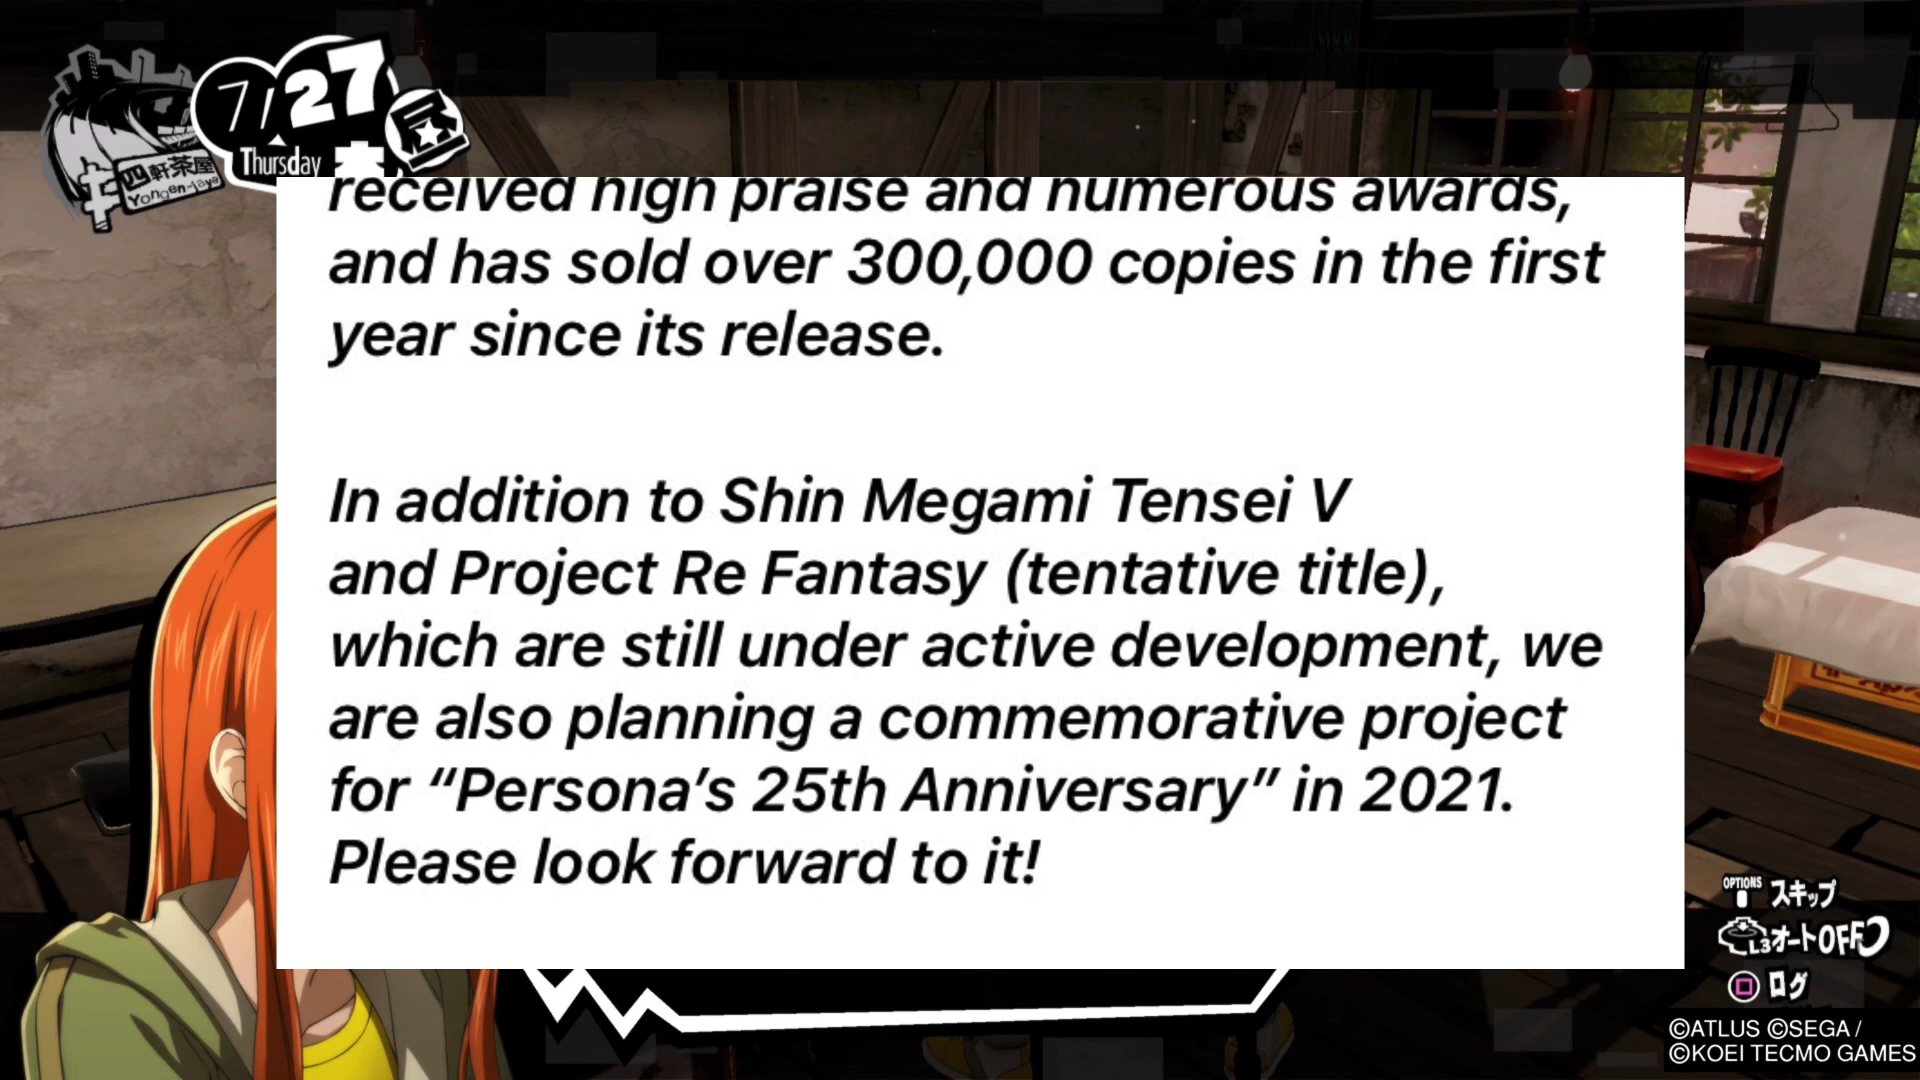 7/27
Thursday 木
昼
四軒茶屋
Yongen-jaya
received high praise and numerous awards,
and has sold over 300,000 copies in the first
year since its release.
In addition to Shin Megami Tensei V
and Project Re Fantasy (tentative title),
which are still under active development, we
are also planning a commemorative project
for “Persona’s 25th Anniversary” in 2021.
Please look forward to it!
OPTIONS スキップ
L3 オートOFF
ログ
©ATLUS ©SEGA /
©KOEI TECMO GAMES